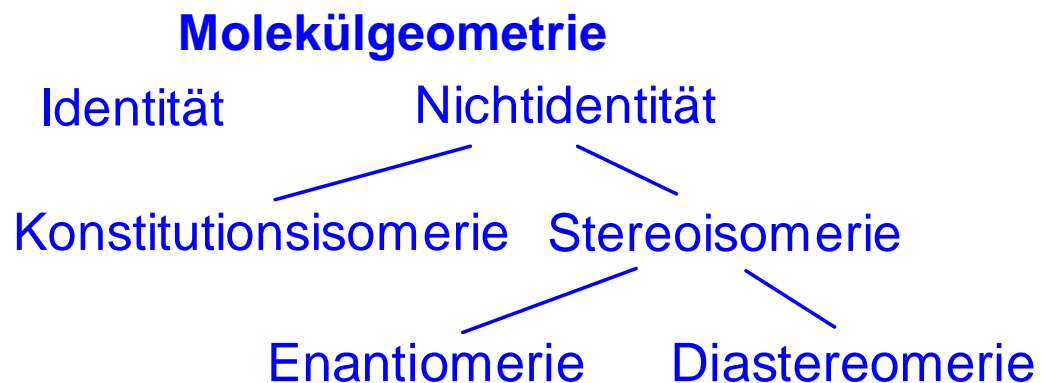 Molekülgeometrie
Identität Nichtidentität
Konstitutionsisomerie Stereoisomerie
Enantiomerie Diastereomerie